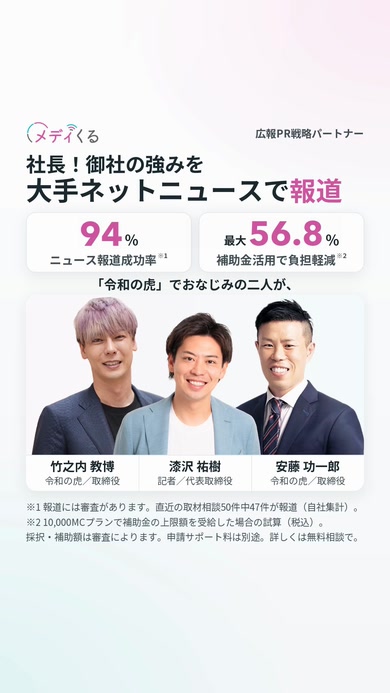 メディくる
広報PR戦略パートナー
社長！御社の強みを
大手ネットニュースで報道
94%
ニュース報道成功率※1
最大56.8%
補助金活用で負担軽減※2
「令和の虎」でおなじみの二人が、
竹之内 教博
令和の虎／取締役
漆沢 祐樹
記者／代表取締役
安藤 功一郎
令和の虎／取締役
※1 報道には審査があります。直近の取材相談50件中47件が報道（自社集計）。
※2 10,000MCプランで補助金の上限額を受給した場合の試算（税込）。
採択・補助額は審査によります。申請サポート料は別途。詳しくは無料相談で。